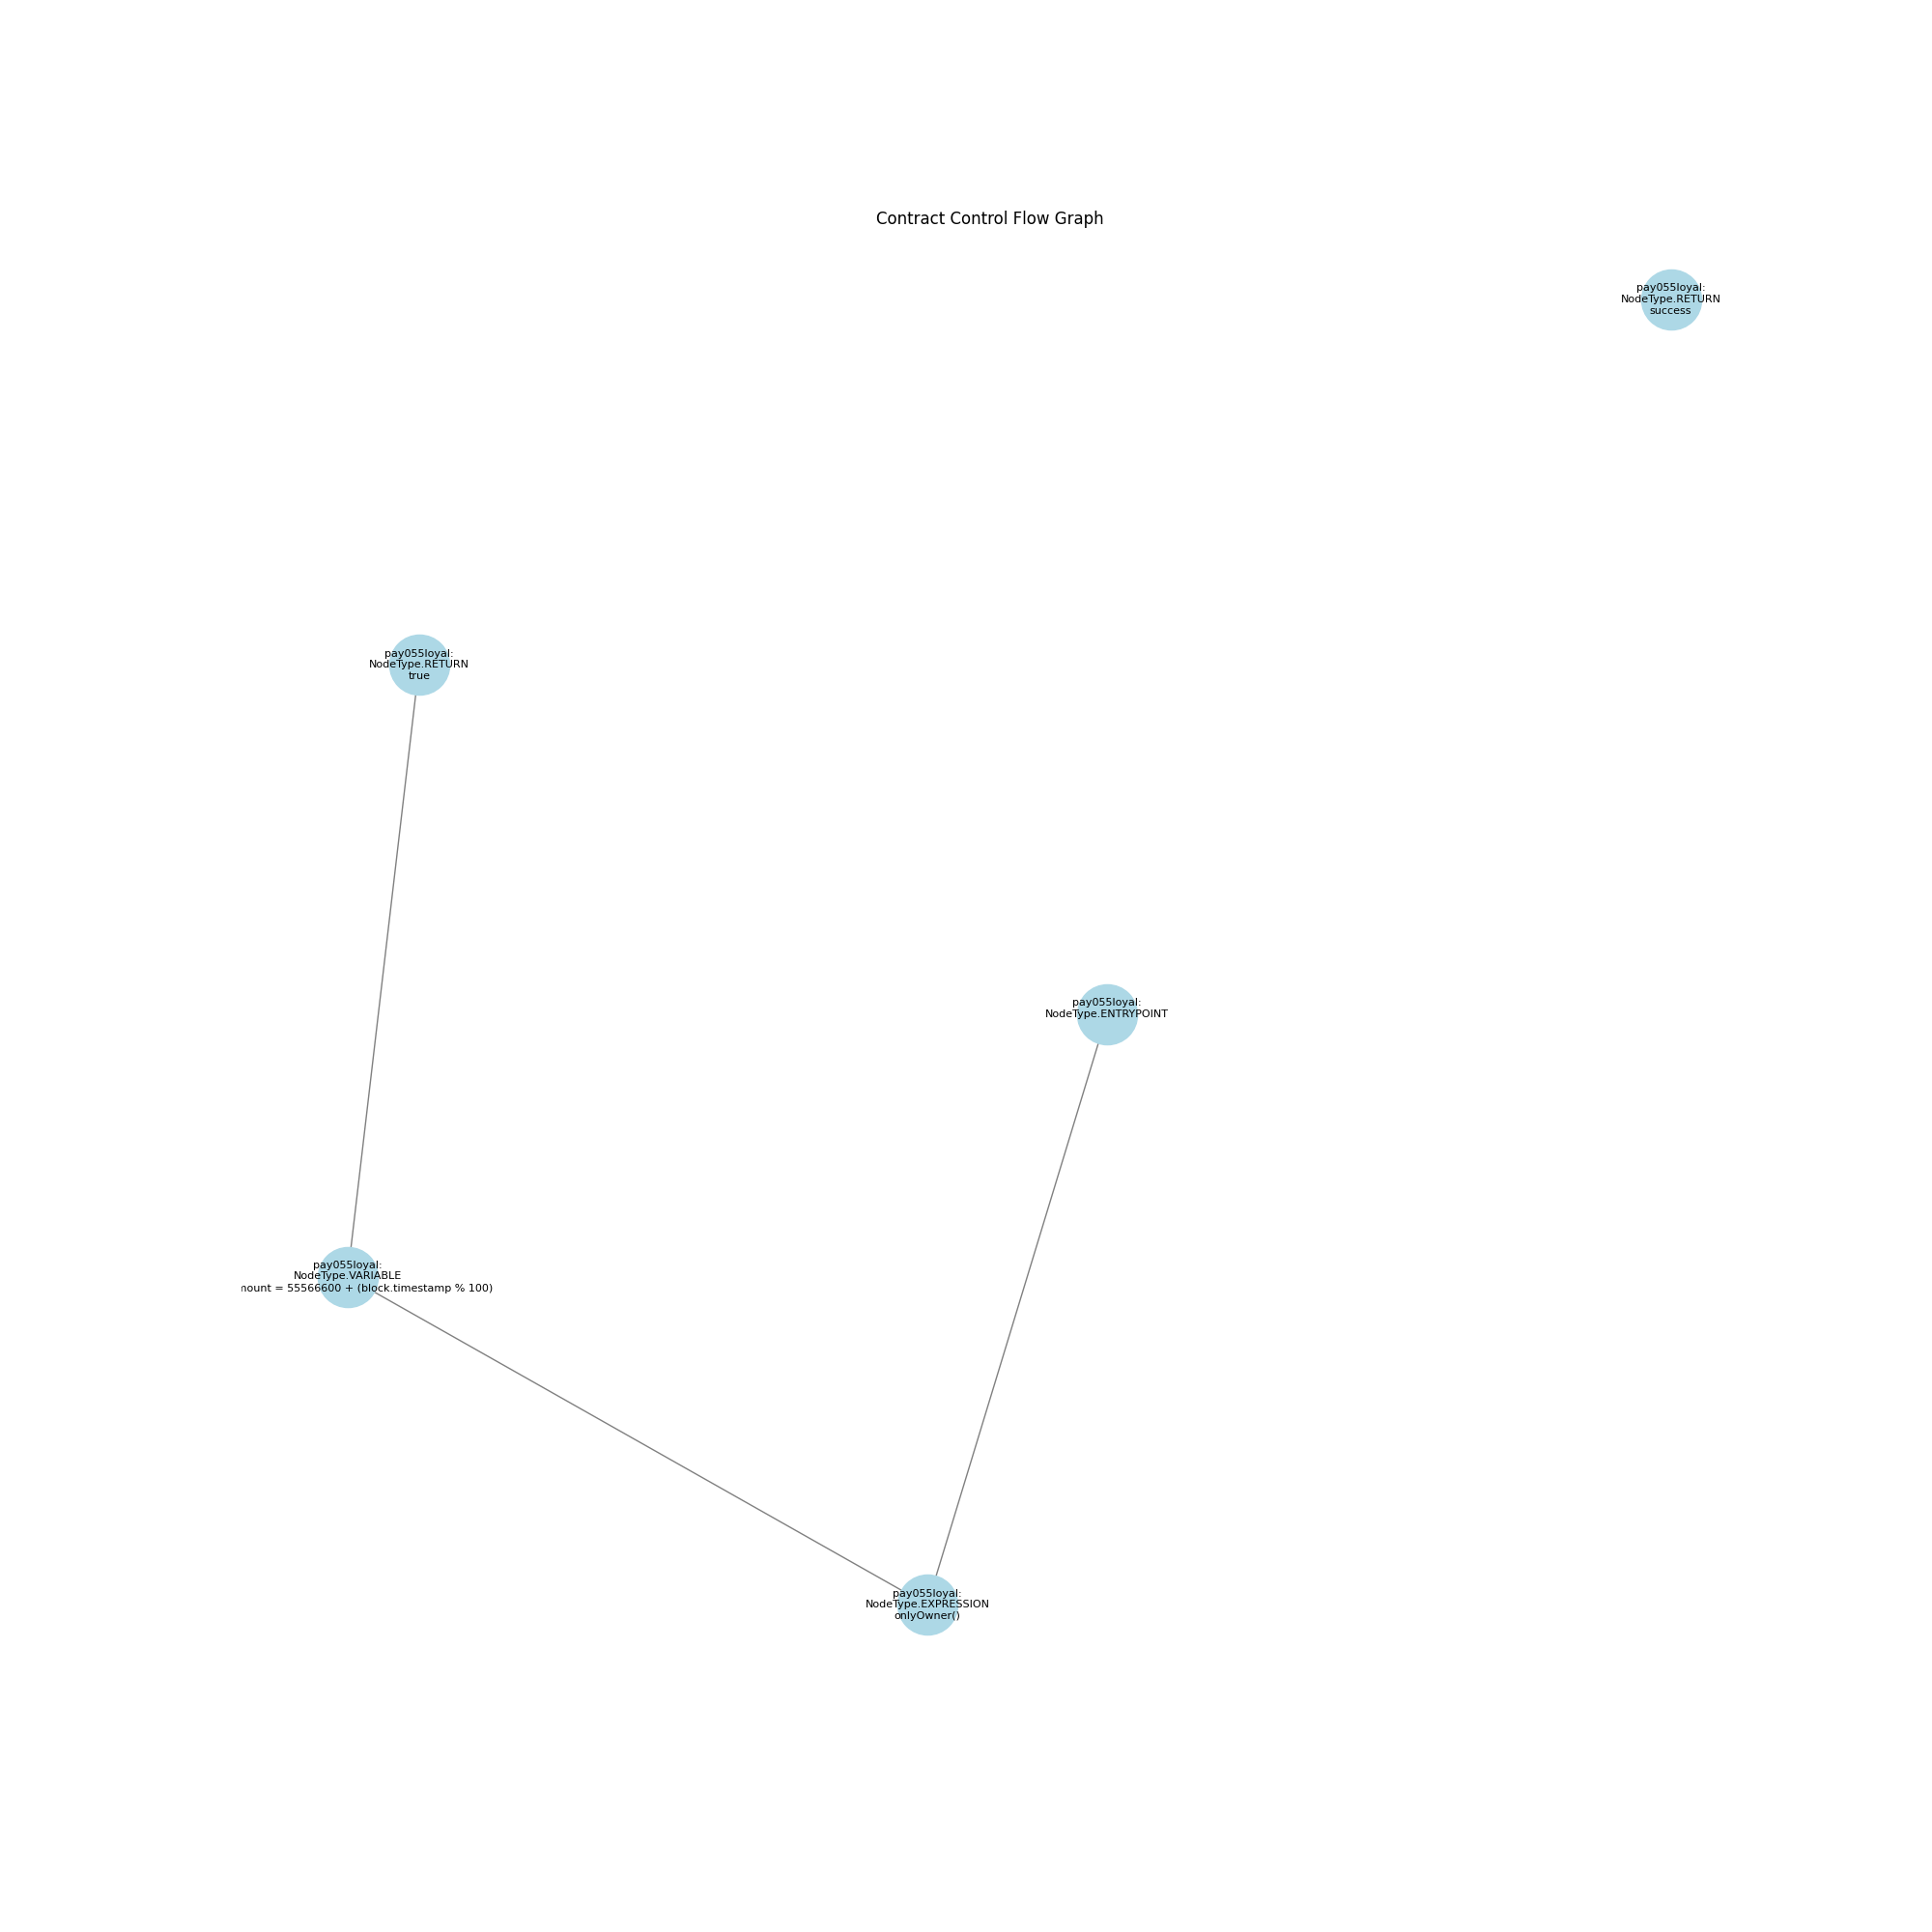 Contract Control Flow Graph
pay055loyal:
NodeType.RETURN
success
pay055loyal:
NodeType.RETURN
true
pay055loyal:
NodeType.ENTRYPOINT
pay055loyal:
NodeType.VARIABLE
mount = 55566600 + (block.timestamp % 100)
pay055loyal:
NodeType.EXPRESSION
onlyOwner()